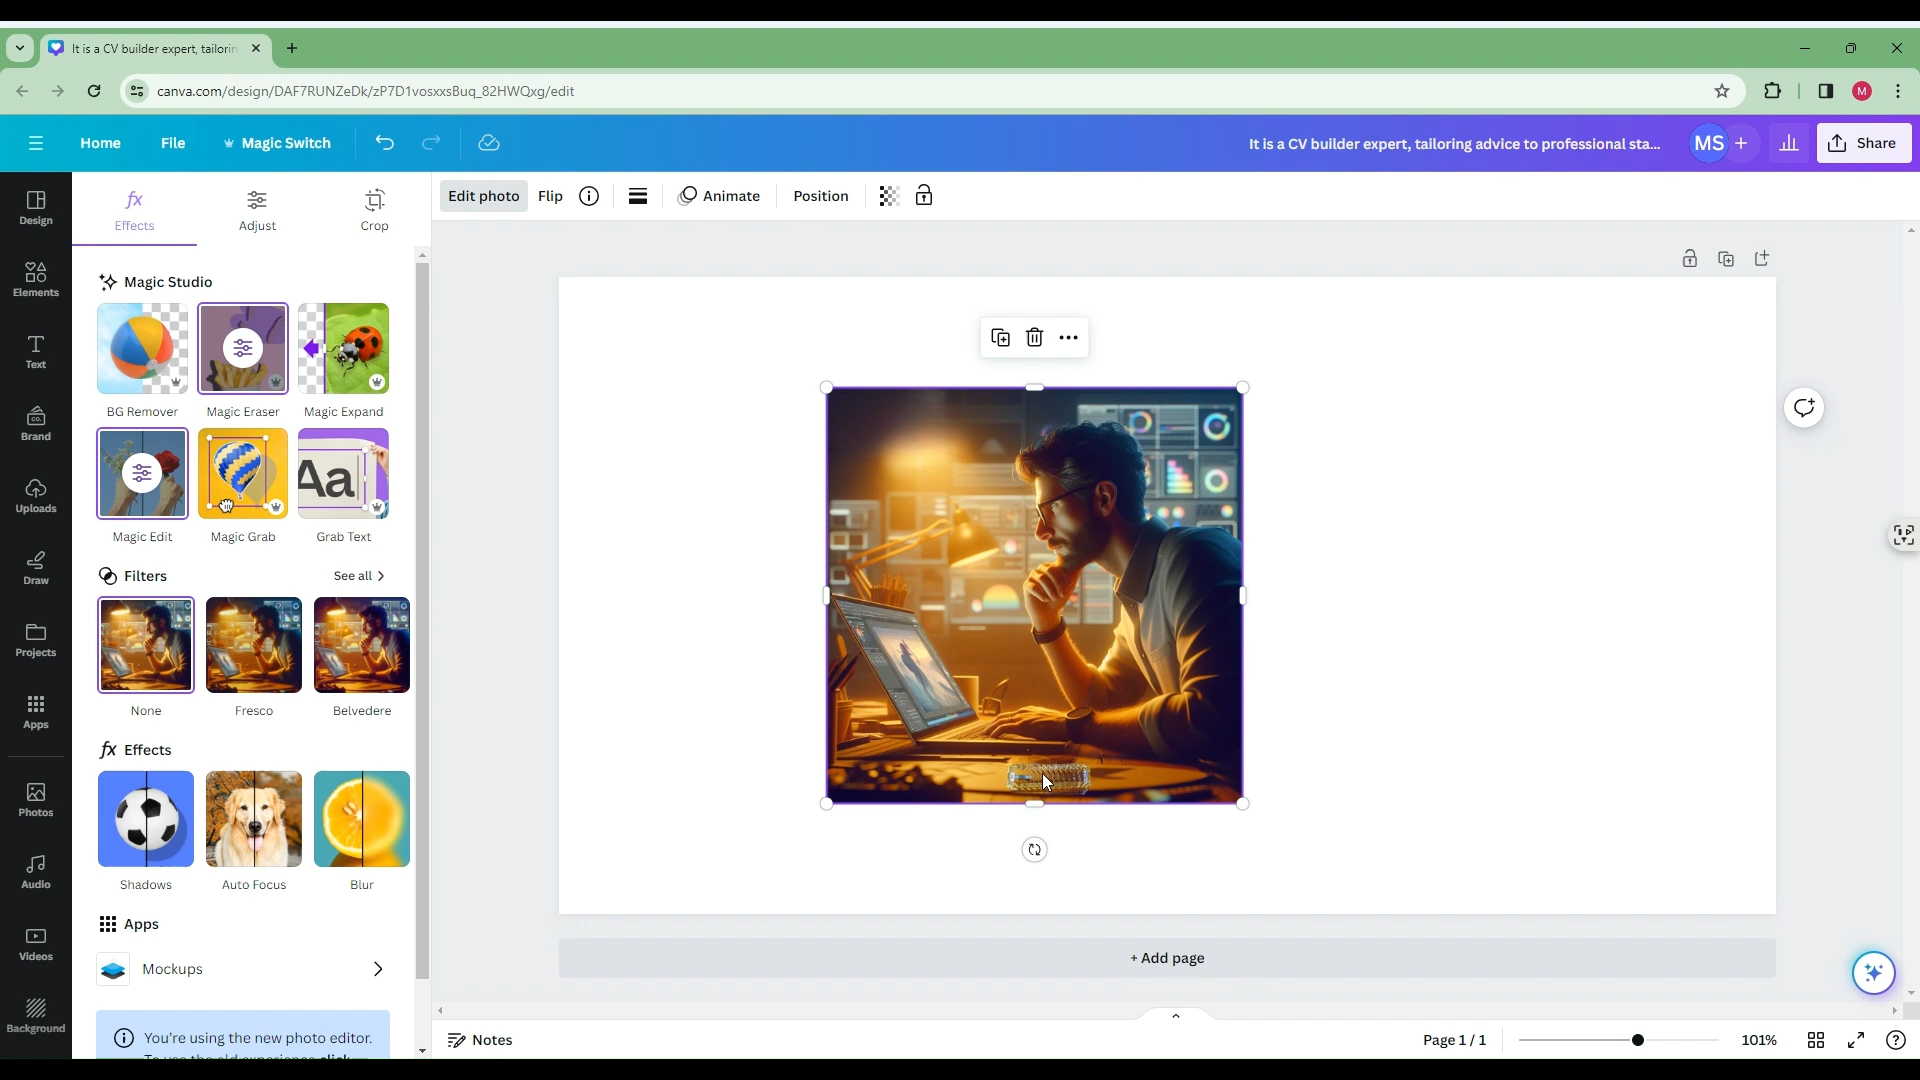 It is a CV builder expert, tailorin
canva.com/design/DAF7RUNZeDk/zP7D1vosxxsBuq_82HWQxg/edit
M
Home
File
Magic Switch
It is a CV builder expert, tailoring advice to professional sta...
MS
+
Share
Design
Elements
Text
Brand
Uploads
Draw
Projects
Apps
Photos
Audio
Videos
Background
Effects
Adjust
Crop
Edit photo
Flip
Animate
Position
Magic Studio
BG Remover
Magic Eraser
Magic Expand
Aa
Magic Edit
Magic Grab
Grab Text
Filters
See all
None
Fresco
Belvedere
fx Effects
Shadows
Auto Focus
Blur
Apps
Mockups
You're using the new photo editor.
+ Add page
Notes
Page 1 / 1
101%